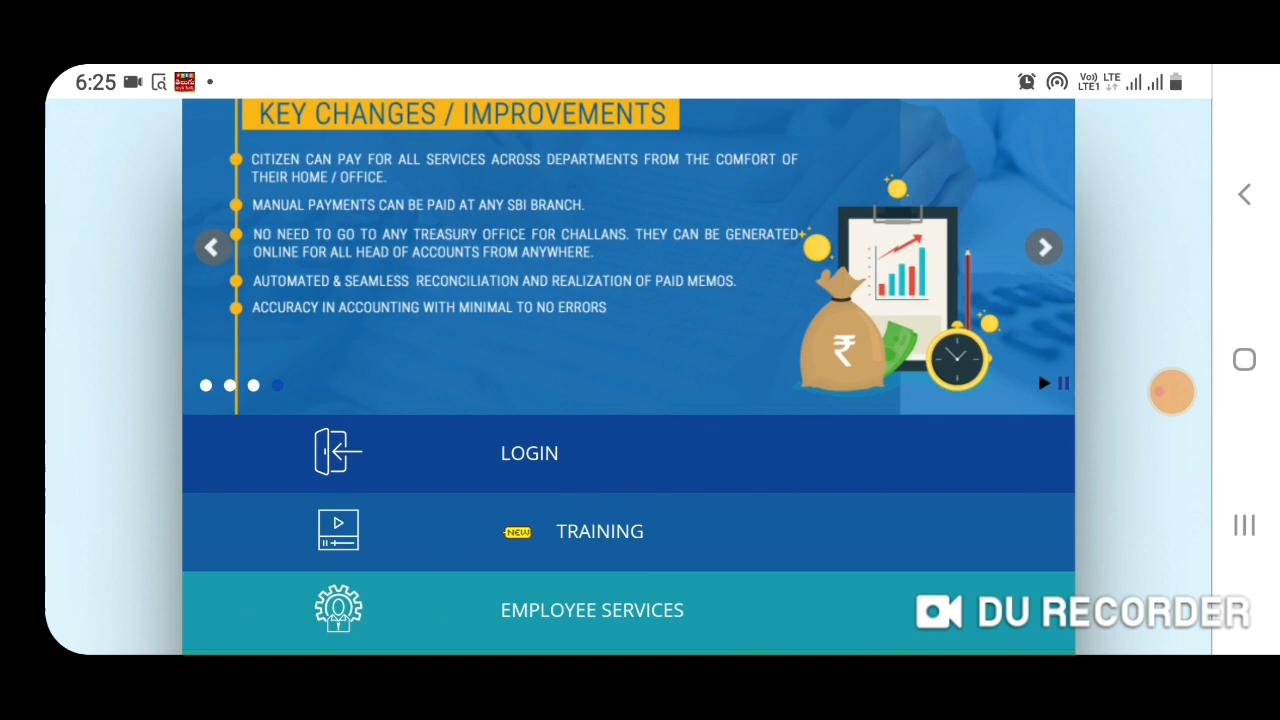 6:25
Vo)) LTE
LTE1
KEY CHANGES / IMPROVEMENTS
CITIZEN CAN PAY FOR ALL SERVICES ACROSS DEPARTMENTS FROM THE COMFORT OF
THEIR HOME / OFFICE.
MANUAL PAYMENTS CAN BE PAID AT ANY SBI BRANCH.
NO NEED TO GO TO ANY TREASURY OFFICE FOR CHALLANS. THEY CAN BE GENERATED
ONLINE FOR ALL HEAD OF ACCOUNTS FROM ANYWHERE.
AUTOMATED & SEAMLESS RECONCILIATION AND REALIZATION OF PAID MEMOS.
ACCURACY IN ACCOUNTING WITH MINIMAL TO NO ERRORS
₹
LOGIN
NEW TRAINING
EMPLOYEE SERVICES
DU RECORDER